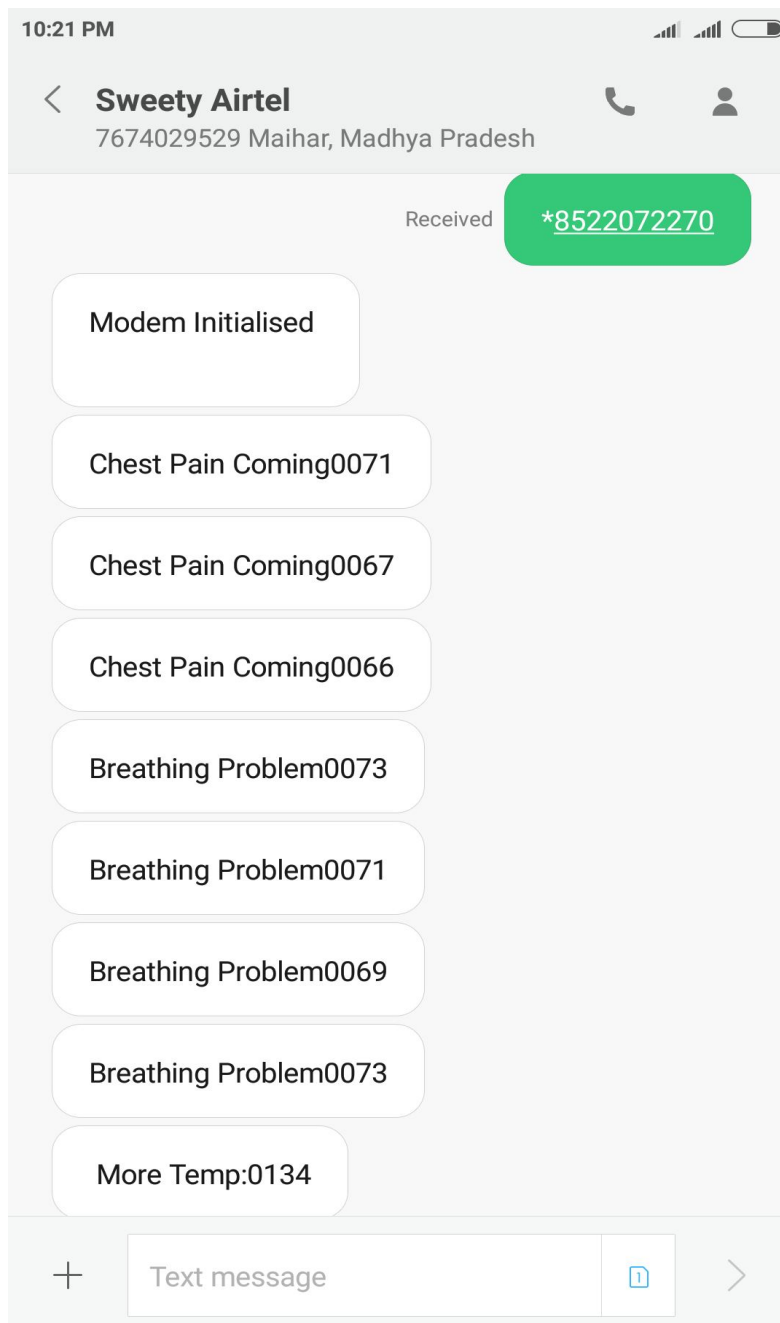 10:21 PM
Sweety Airtel
7674029529 Maihar, Madhya Pradesh
Received *8522072270
Modem Initialised
Chest Pain Coming0071
Chest Pain Coming0067
Chest Pain Coming0066
Breathing Problem0073
Breathing Problem0071
Breathing Problem0069
Breathing Problem0073
More Temp:0134
Text message 1